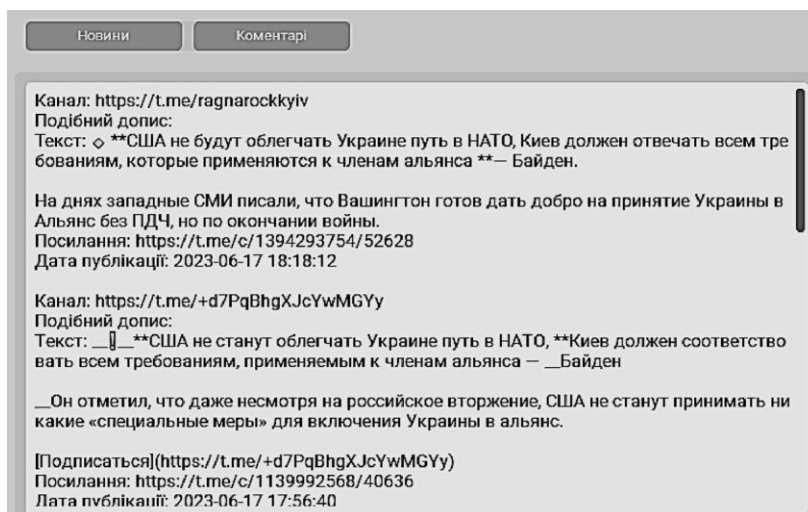 Новини
Коментарі
Канал: https://t.me/ragnarockkyiv
Подібний допис:
Текст: ◇ **США не будут облегчать Украине путь в НАТО, Киев должен отвечать всем тре
бованиям, которые применяются к членам альянса **— Байден.
На днях западные СМИ писали, что Вашингтон готов дать добро на принятие Украины в
Альянс без ПДЧ, но по окончании войны.
Посилання: https://t.me/c/1394293754/52628
Дата публікації: 2023-06-17 18:18:12
Канал: https://t.me/+d7PqBhgXJcYwMGYy
Подібний допис:
Текст: __❗__**США не станут облегчать Украине путь в НАТО, **Киев должен соответство
вать всем требованиям, применяемым к членам альянса — __Байден
__Он отметил, что даже несмотря на российское вторжение, США не станут принимать ни
какие «специальные меры» для включения Украины в альянс.
[Подписаться](https://t.me/+d7PqBhgXJcYwMGYy)
Посилання: https://t.me/c/1139992568/40636
Дата публікації: 2023-06-17 17:56:40